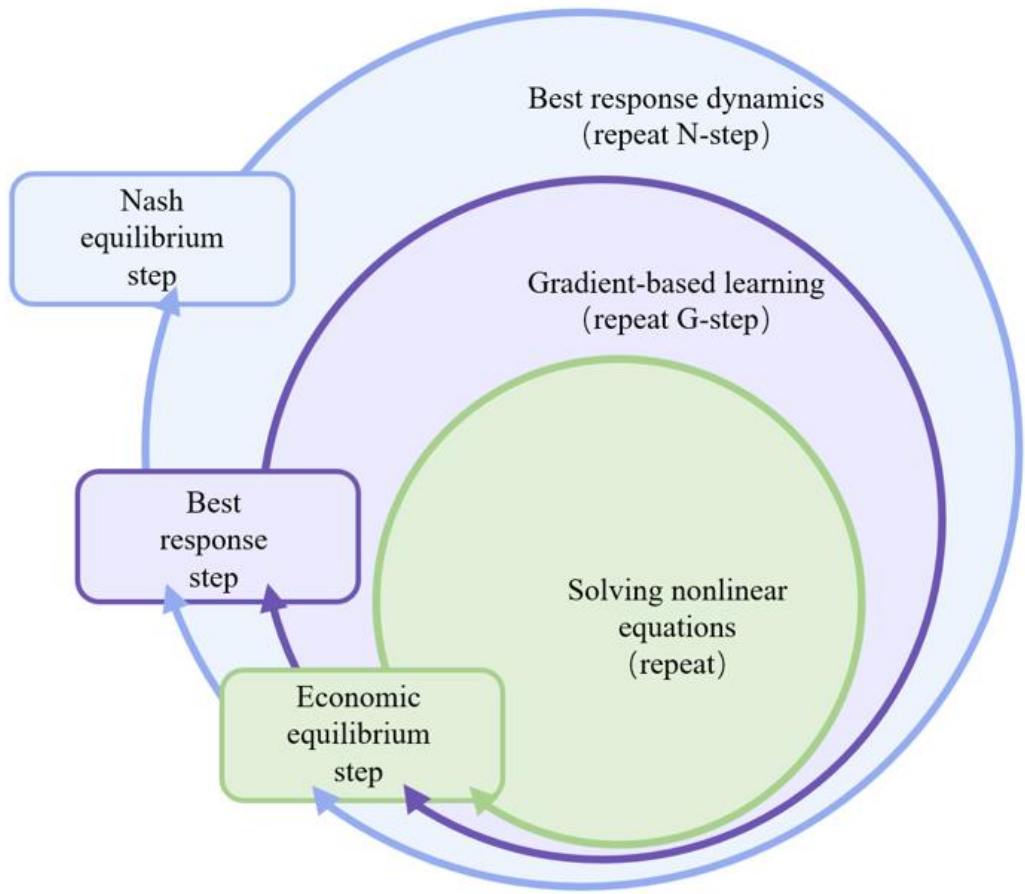 Best response dynamics
(repeat N-step)
Nash
equilibrium
step
Gradient-based learning
(repeat G-step)
Best
response
step
Solving nonlinear
equations
(repeat)
Economic
equilibrium
step